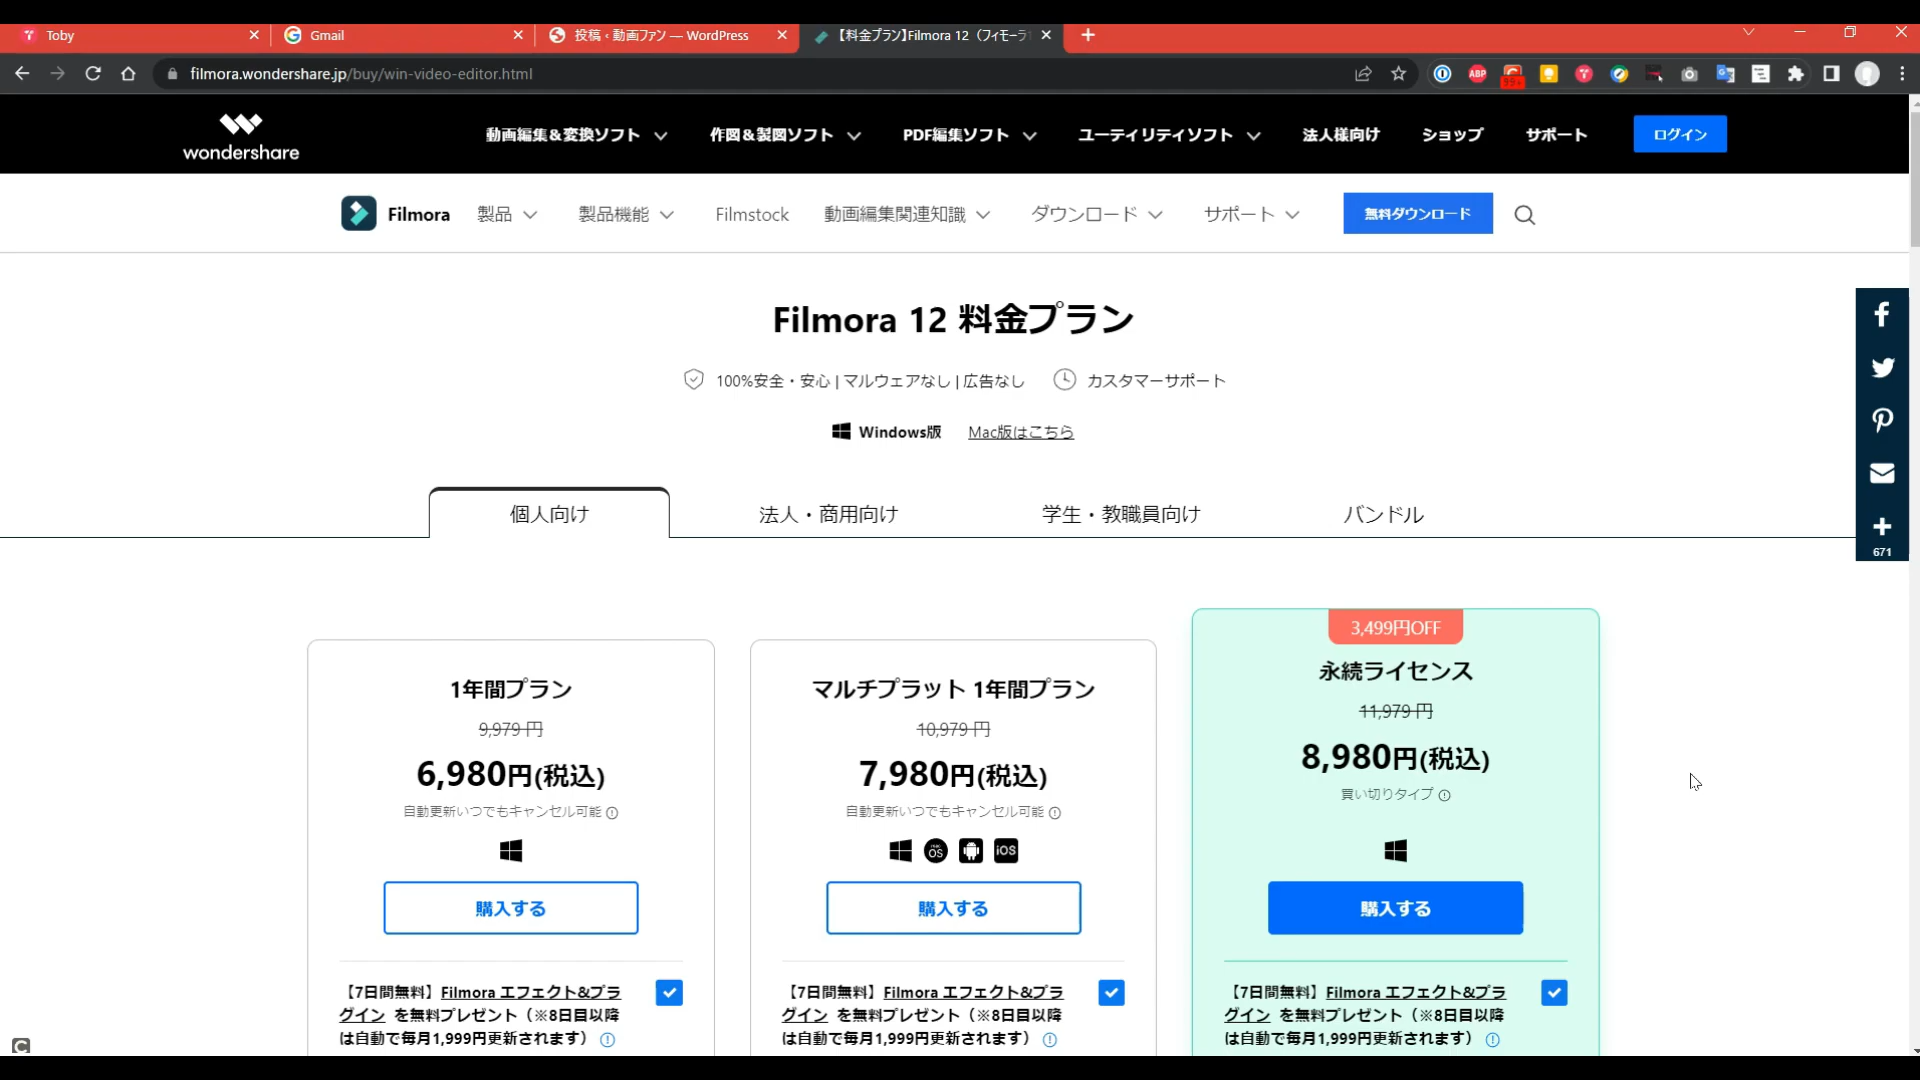 Toby
Gmail
投稿 ‹ 動画ファン — WordPress
【料金プラン】Filmora 12（フィモーラ1
filmora.wondershare.jp/buy/win-video-editor.html
ABP
wondershare
動画編集＆変換ソフト
作図＆製図ソフト
PDF編集ソフト
ユーティリティソフト
法人様向け
ショップ
サポート
ログイン
Filmora
製品
製品機能
Filmstock
動画編集関連知識
ダウンロード
サポート
無料ダウンロード
Filmora 12 料金プラン
100%安全・安心 | マルウェアなし | 広告なし
カスタマーサポート
Windows版
Mac版はこちら
個人向け
法人・商用向け
学生・教職員向け
バンドル
671
1年間プラン
9,979 円
6,980円(税込)
自動更新いつでもキャンセル可能
購入する
【7日間無料】Filmora エフェクト&プラ
グイン を無料プレゼント（※8日目以降
は自動で毎月1,999円更新されます）
マルチプラット 1年間プラン
10,979 円
7,980円(税込)
自動更新いつでもキャンセル可能
mac OS
iOS
購入する
【7日間無料】Filmora エフェクト&プラ
グイン を無料プレゼント（※8日目以降
は自動で毎月1,999円更新されます）
3,499円OFF
永続ライセンス
11,979 円
8,980円(税込)
買い切りタイプ
購入する
【7日間無料】Filmora エフェクト&プラ
グイン を無料プレゼント（※8日目以降
は自動で毎月1,999円更新されます）